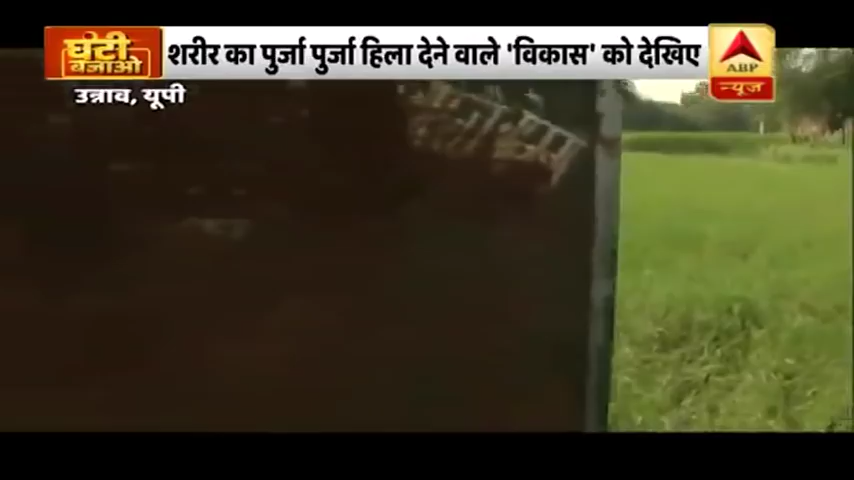 घंटी
बजाओ
शरीर का पुर्जा पुर्जा हिला देने वाले 'विकास' को देखिए
ABP
न्यूज़
उन्नाव, यूपी